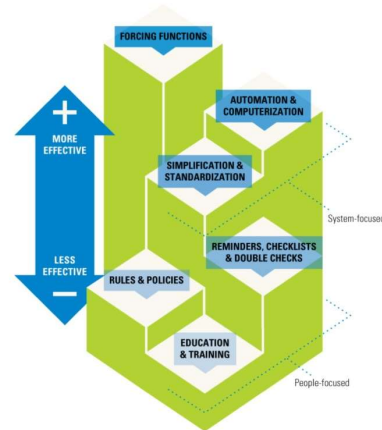 FORCING FUNCTIONS
AUTOMATION &
COMPUTERIZATION
+
MORE
EFFECTIVE
SIMPLIFICATION &
STANDARDIZATION
System-focused
REMINDERS, CHECKLISTS
& DOUBLE CHECKS
LESS
EFFECTIVE
–
RULES & POLICIES
EDUCATION
& TRAINING
People-focused